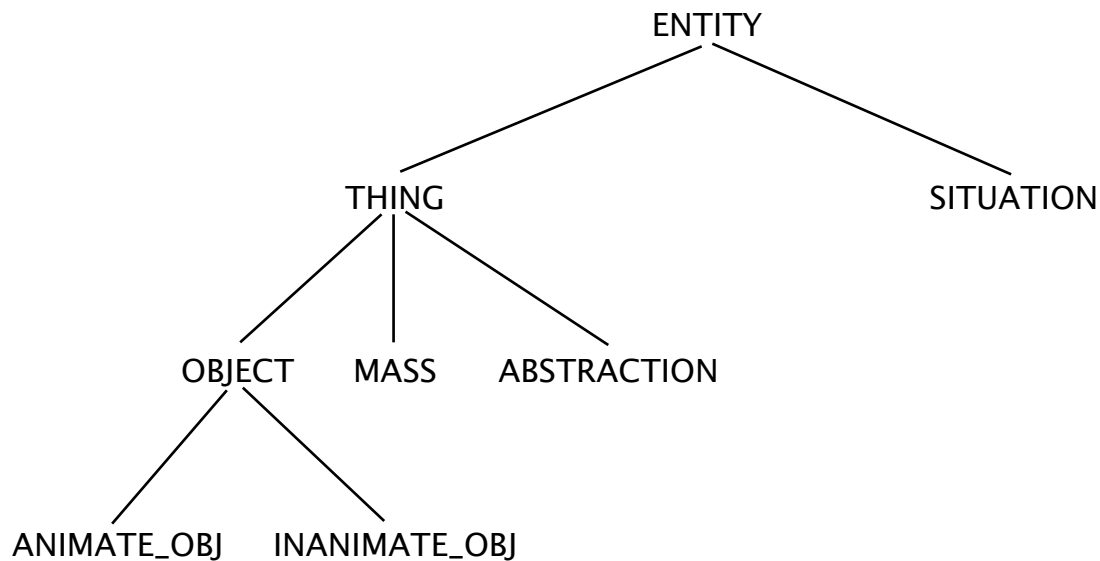 ENTITY
THING SITUATION
OBJECT MASS ABSTRACTION
ANIMATE_OBJ INANIMATE_OBJ